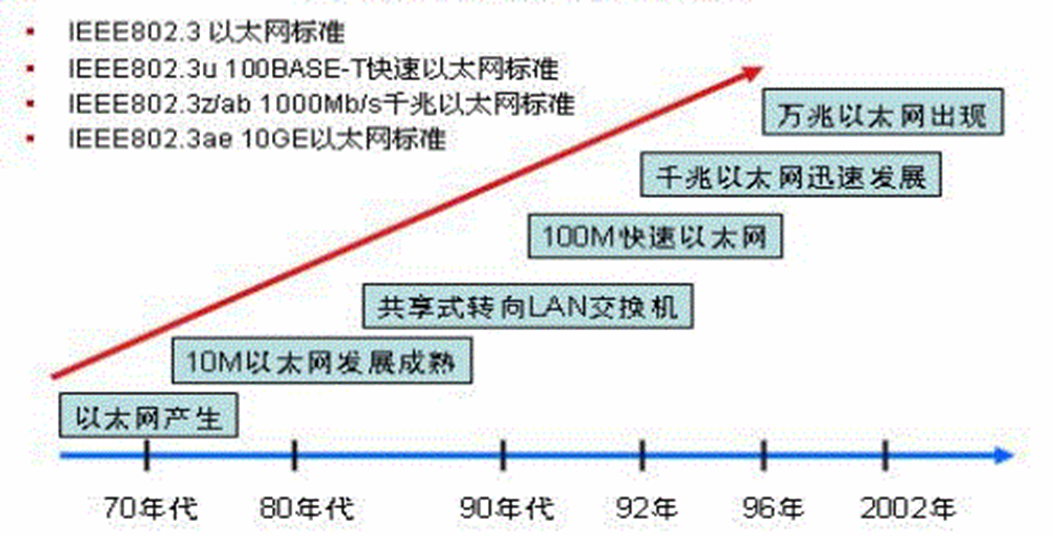 IEEE802.3 以太网标准
IEEE802.3u 100BASE-T快速以太网标准
IEEE802.3z/ab 1000Mb/s千兆以太网标准
IEEE802.3ae 10GE以太网标准
万兆以太网出现
千兆以太网迅速发展
100M快速以太网
共享式转向LAN交换机
10M以太网发展成熟
以太网产生
70年代 80年代 90年代 92年 96年 2002年